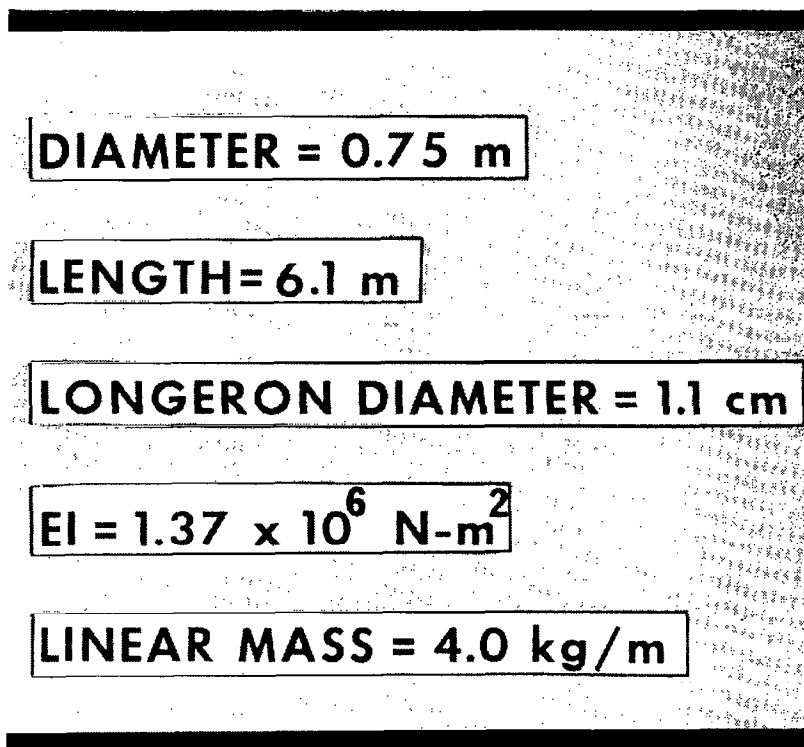 DIAMETER = 0.75 m
LENGTH = 6.1 m
LONGERON DIAMETER = 1.1 cm
EI = 1.37 x 10⁶ N-m²
LINEAR MASS = 4.0 kg/m